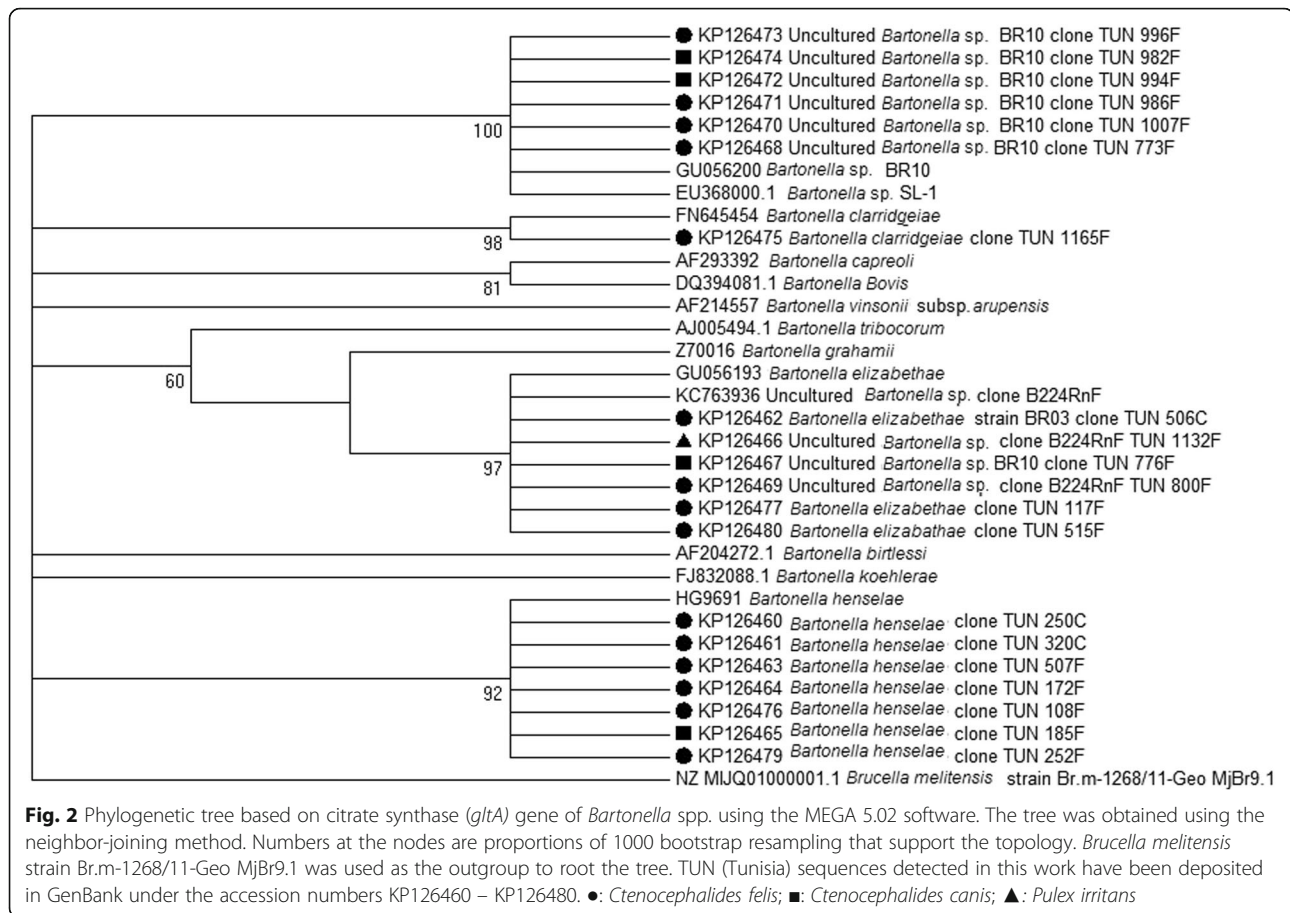 ● KP126473 Uncultured Bartonella sp. BR10 clone TUN 996F
■ KP126474 Uncultured Bartonella sp. BR10 clone TUN 982F
■ KP126472 Uncultured Bartonella sp. BR10 clone TUN 994F
● KP126471 Uncultured Bartonella sp. BR10 clone TUN 986F
100
● KP126470 Uncultured Bartonella sp. BR10 clone TUN 1007F
● KP126468 Uncultured Bartonella sp. BR10 clone TUN 773F
GU056200 Bartonella sp. BR10
EU368000.1 Bartonella sp. SL-1
FN645454 Bartonella clarridgeiae
98
● KP126475 Bartonella clarridgeiae clone TUN 1165F
AF293392 Bartonella capreoli
81
DQ394081.1 Bartonella Bovis
AF214557 Bartonella vinsonii subsp. arupensis
AJ005494.1 Bartonella tribocorum
Z70016 Bartonella grahamii
60
GU056193 Bartonella elizabethae
KC763936 Uncultured Bartonella sp. clone B224RnF
● KP126462 Bartonella elizabethae strain BR03 clone TUN 506C
▲ KP126466 Uncultured Bartonella sp. clone B224RnF TUN 1132F
97
■ KP126467 Uncultured Bartonella sp. BR10 clone TUN 776F
● KP126469 Uncultured Bartonella sp. clone B224RnF TUN 800F
● KP126477 Bartonella elizabethae clone TUN 117F
● KP126480 Bartonella elizabathae clone TUN 515F
AF204272.1 Bartonella birtlessi
FJ832088.1 Bartonella koehlerae
HG9691 Bartonella henselae
● KP126460 Bartonella henselae clone TUN 250C
● KP126461 Bartonella henselae clone TUN 320C
● KP126463 Bartonella henselae clone TUN 507F
92
● KP126464 Bartonella henselae clone TUN 172F
● KP126476 Bartonella henselae clone TUN 108F
■ KP126465 Bartonella henselae clone TUN 185F
● KP126479 Bartonella henselae clone TUN 252F
NZ MIJQ01000001.1 Brucella melitensis strain Br.m-1268/11-Geo MjBr9.1
Fig. 2 Phylogenetic tree based on citrate synthase (gltA) gene of Bartonella spp. using the MEGA 5.02 software. The tree was obtained using the
neighbor-joining method. Numbers at the nodes are proportions of 1000 bootstrap resampling that support the topology. Brucella melitensis
strain Br.m-1268/11-Geo MjBr9.1 was used as the outgroup to root the tree. TUN (Tunisia) sequences detected in this work have been deposited
in GenBank under the accession numbers KP126460 – KP126480. ●: Ctenocephalides felis; ■: Ctenocephalides canis; ▲: Pulex irritans